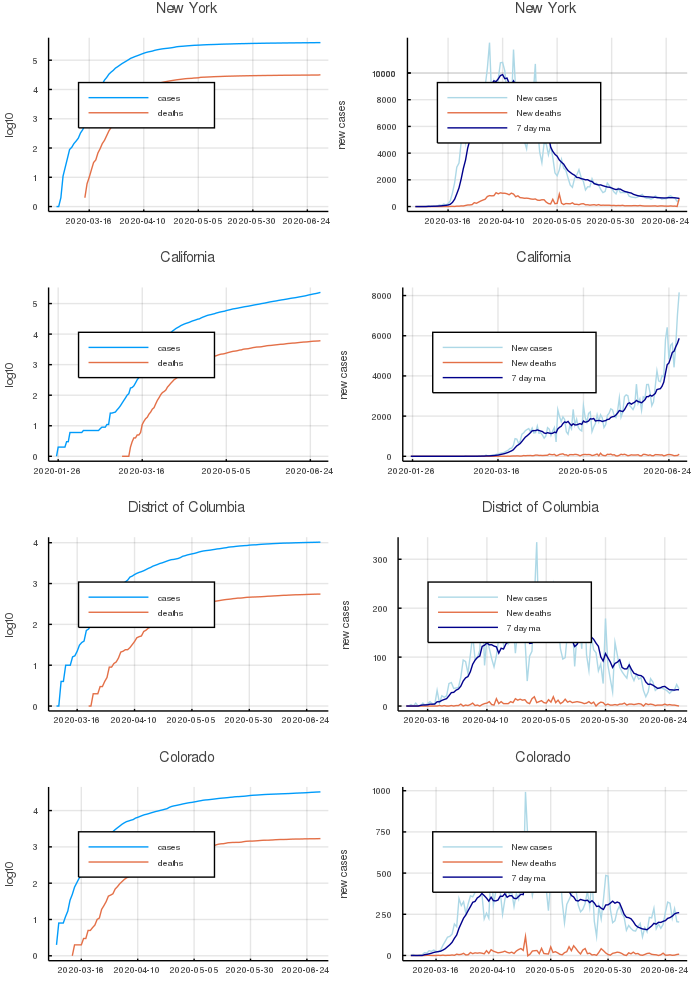 New York
New York
log10
5
4
3
2
1
0
cases
deaths
2020-03-16 2020-04-10 2020-05-05 2020-05-30 2020-06-24
new cases
10000
8000
6000
4000
2000
0
New cases
New deaths
7 day ma
2020-03-16 2020-04-10 2020-05-05 2020-05-30 2020-06-24
California
California
log10
5
4
3
2
1
0
cases
deaths
2020-01-26 2020-03-16 2020-05-05 2020-06-24
new cases
8000
6000
4000
2000
0
New cases
New deaths
7 day ma
2020-01-26 2020-03-16 2020-05-05 2020-06-24
District of Columbia
District of Columbia
log10
4
3
2
1
0
cases
deaths
2020-03-16 2020-04-10 2020-05-05 2020-05-30 2020-06-24
new cases
300
200
100
0
New cases
New deaths
7 day ma
2020-03-16 2020-04-10 2020-05-05 2020-05-30 2020-06-24
Colorado
Colorado
log10
4
3
2
1
0
cases
deaths
2020-03-16 2020-04-10 2020-05-05 2020-05-30 2020-06-24
new cases
1000
750
500
250
0
New cases
New deaths
7 day ma
2020-03-16 2020-04-10 2020-05-05 2020-05-30 2020-06-24